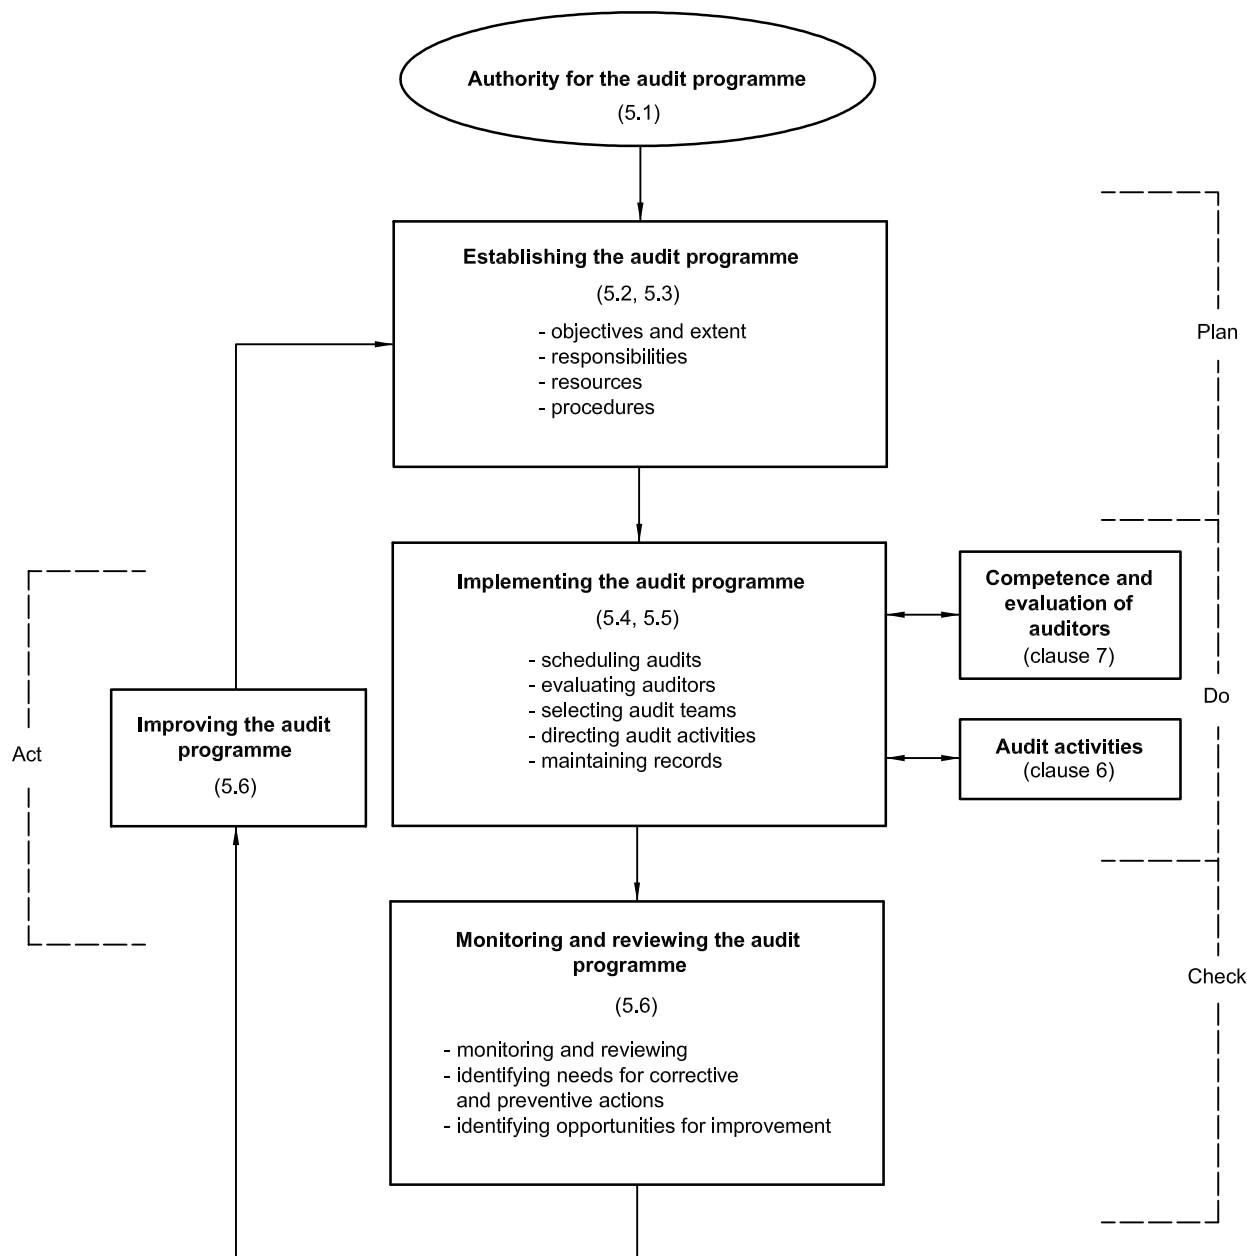 Authority for the audit programme
(5.1)
Establishing the audit programme
(5.2, 5.3)
- objectives and extent
- responsibilities
- resources
- procedures
Plan
Implementing the audit programme
(5.4, 5.5)
- scheduling audits
- evaluating auditors
- selecting audit teams
- directing audit activities
- maintaining records
Competence and
evaluation of
auditors
(clause 7)
Do
Audit activities
(clause 6)
Improving the audit
programme
(5.6)
Act
Monitoring and reviewing the audit
programme
(5.6)
- monitoring and reviewing
- identifying needs for corrective
and preventive actions
- identifying opportunities for improvement
Check